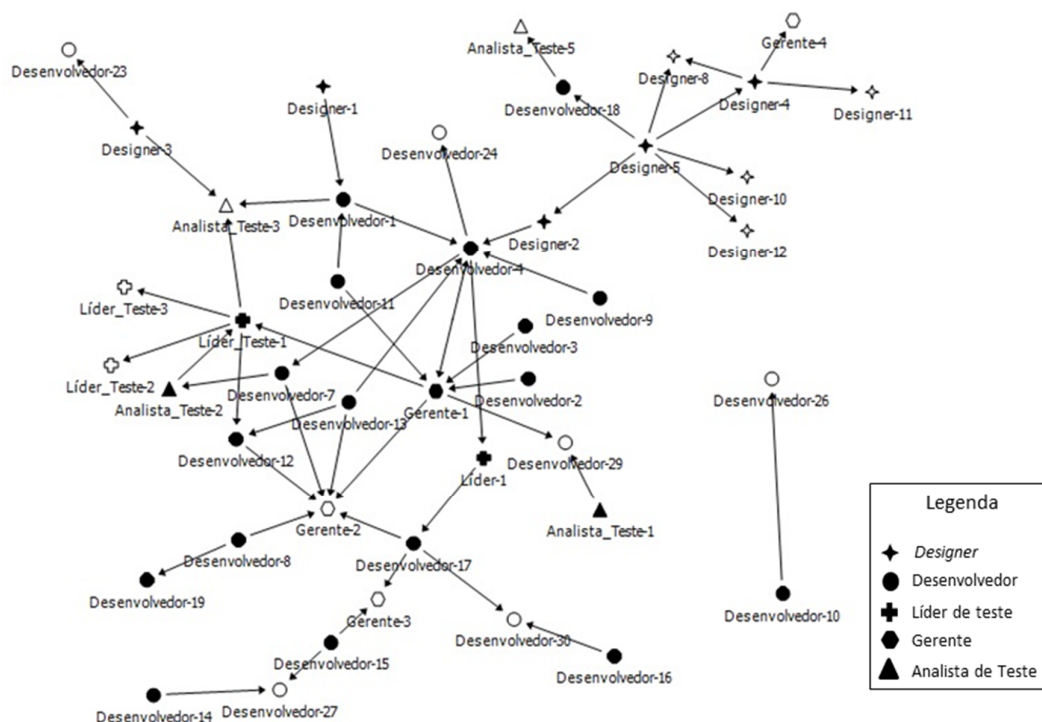 Analista_Teste-5
Gerente-4
Desenvolvedor-23
Designer-8
Designer-4
Designer-11
Designer-1
Desenvolvedor-18
Designer-3
Desenvolvedor-24
Designer-5
Designer-10
Analista_Teste-3
Desenvolvedor-1
Designer-2
Designer-12
Desenvolvedor-4
Desenvolvedor-11
Líder_Teste-3
Desenvolvedor-9
Líder_Teste-1
Desenvolvedor-3
Líder_Teste-2
Desenvolvedor-7
Analista_Teste-2
Desenvolvedor-2
Gerente-1
Desenvolvedor-26
Desenvolvedor-13
Desenvolvedor-12
Desenvolvedor-29
Líder-1
Gerente-2
Analista_Teste-1
Desenvolvedor-8
Desenvolvedor-17
Desenvolvedor-19
Gerente-3
Desenvolvedor-30
Desenvolvedor-10
Desenvolvedor-15
Desenvolvedor-16
Desenvolvedor-14
Desenvolvedor-27
Legenda
Designer
Desenvolvedor
Líder de teste
Gerente
Analista de Teste